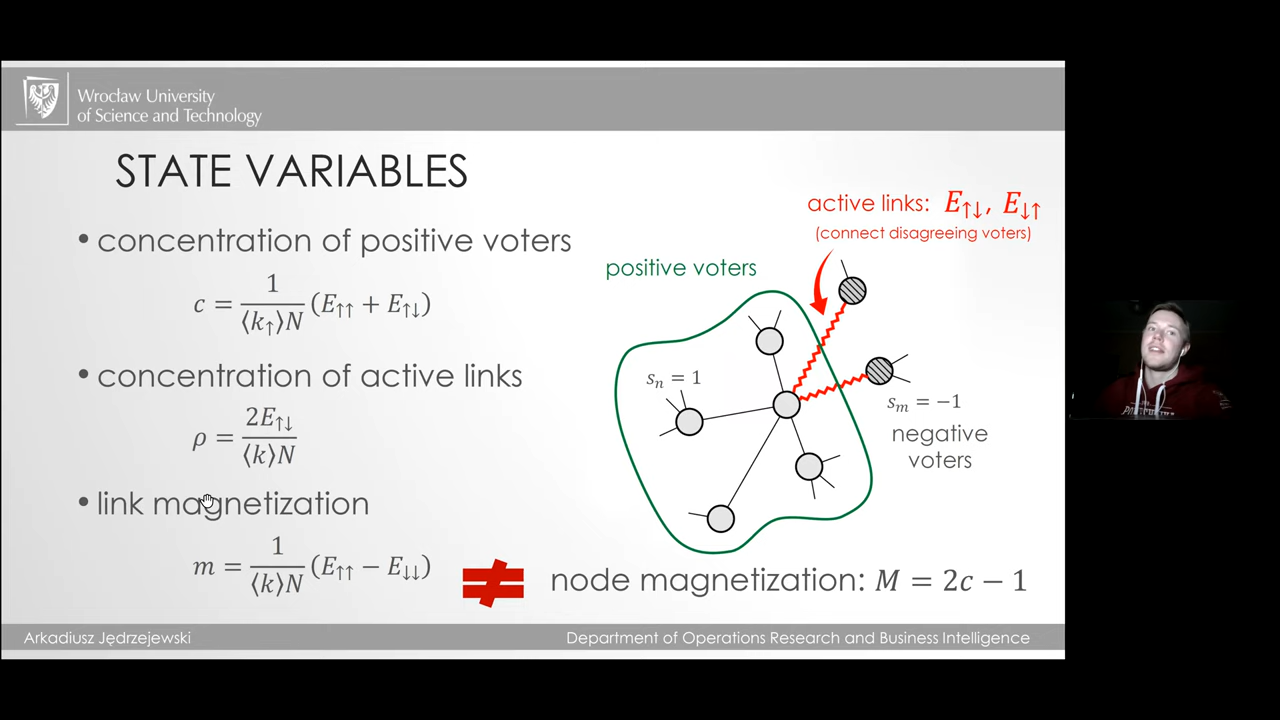 Wrocław University
of Science and Technology
STATE VARIABLES
• concentration of positive voters
c = 1/(⟨k↑⟩N) (E↑↑ + E↑↓)
• concentration of active links
ρ = 2E↑↓/(⟨k⟩N)
• link magnetization
m = 1/(⟨k⟩N) (E↑↑ − E↓↓)
≠
node magnetization: M = 2c − 1
active links: E↑↓, E↓↑
(connect disagreeing voters)
positive voters
sₙ = 1
sₘ = −1
negative
voters
Arkadiusz Jędrzejewski
Department of Operations Research and Business Intelligence